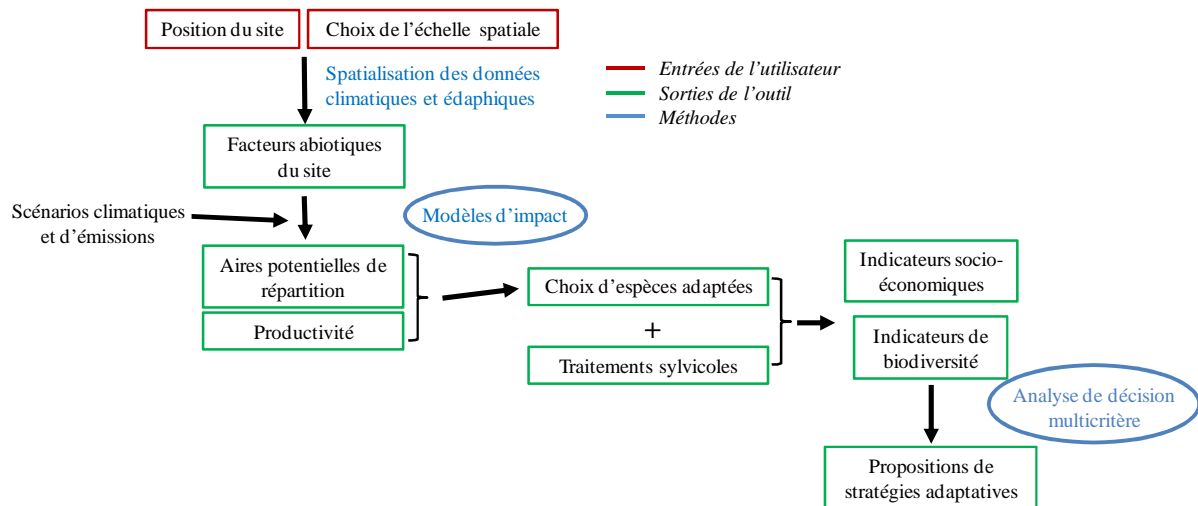 Position du site
Choix de l'échelle spatiale
Spatialisation des données
climatiques et édaphiques
Entrées de l'utilisateur
Sorties de l'outil
Méthodes
Facteurs abiotiques
du site
Scénarios climatiques
et d'émissions
Modèles d'impact
Aires potentielles de
répartition
Productivité
Choix d'espèces adaptées
+
Traitements sylvicoles
Indicateurs socio-
économiques
Indicateurs de
biodiversité
Analyse de décision
multicritère
Propositions de
stratégies adaptatives